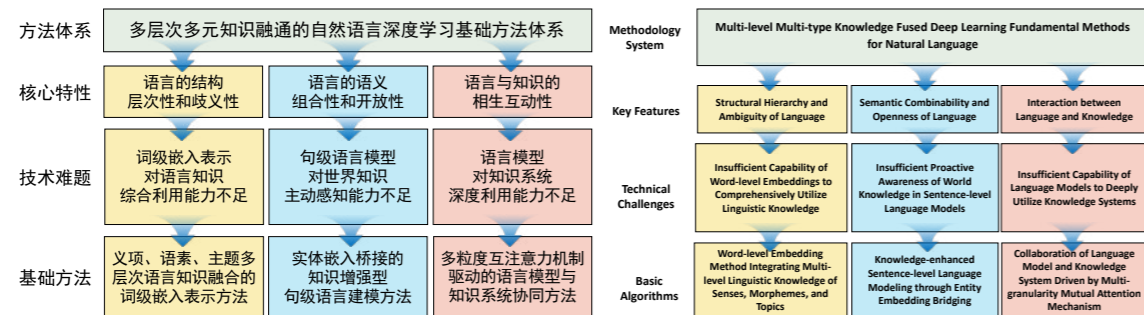 方法体系
多层次多元知识融通的自然语言深度学习基础方法体系
核心特性
语言的结构
层次性和歧义性
语言的语义
组合性和开放性
语言与知识的
相生互动性
技术难题
词级嵌入表示
对语言知识
综合利用能力不足
句级语言模型
对世界知识
主动感知能力不足
语言模型
对知识系统
深度利用能力不足
基础方法
义项、语素、主题多
层次语言知识融合的
词级嵌入表示方法
实体嵌入桥接的
知识增强型
句级语言建模方法
多粒度互注意力机制
驱动的语言模型与
知识系统协同方法
Methodology
System
Multi-level Multi-type Knowledge Fused Deep Learning Fundamental Methods
for Natural Language
Key Features
Structural Hierarchy and
Ambiguity of Language
Semantic Combinability and
Openness of Language
Interaction between
Language and Knowledge
Technical
Challenges
Insufficient Capability of
Word-level Embeddings to
Comprehensively Utilize
Linguistic Knowledge
Insufficient Proactive
Awareness of World
Knowledge in Sentence-level
Language Models
Insufficient Capability of
Language Models to Deeply
Utilize Knowledge Systems
Basic
Algorithms
Word-level Embedding
Method Integrating Multi-
level Linguistic Knowledge of
Senses, Morphemes, and
Topics
Knowledge-enhanced
Sentence-level Language
Modeling through Entity
Embedding Bridging
Collaboration of Language
Model and Knowledge
System Driven by Multi-
granularity Mutual Attention
Mechanism